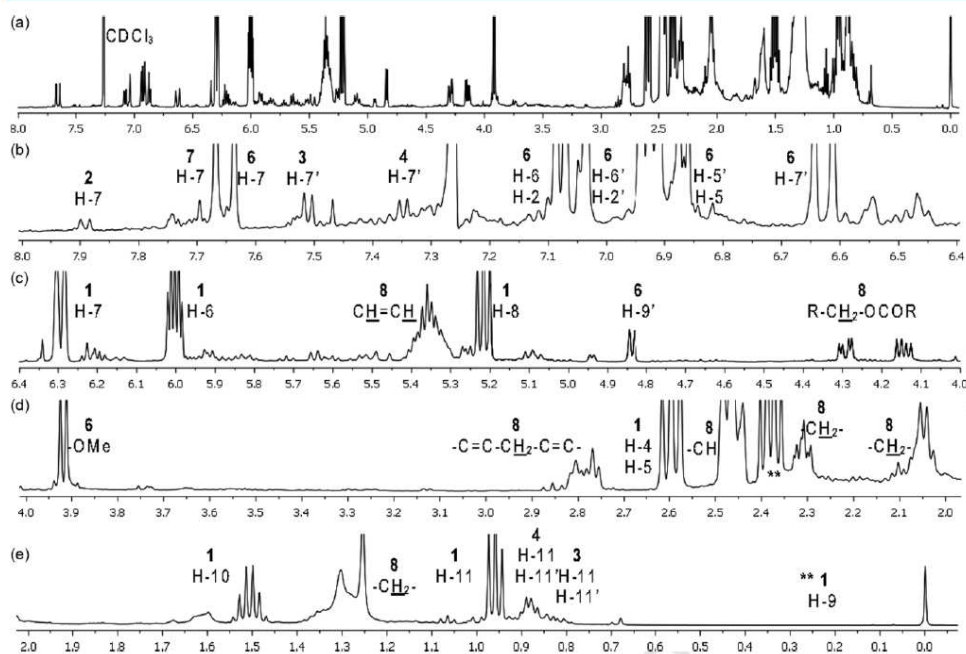 (a)
CDCl3
8.0 7.5 7.0 6.5 6.0 5.5 5.0 4.5 4.0 3.5 3.0 2.5 2.0 1.5 1.0 0.5 0.0
(b)
2 7 6 3 4 6 6 6 6
H-7 H-7 H-7 H-7' H-7' H-6 H-6' H-5' H-7'
H-2 H-2' H-5
8.0 7.9 7.8 7.7 7.6 7.5 7.4 7.3 7.2 7.1 7.0 6.9 6.8 6.7 6.6 6.5 6.4
(c)
1 1 8 1 6 8
H-7 H-6 CH=CH H-8 H-9' R-CH2-OCOR
6.4 6.3 6.2 6.1 6.0 5.9 5.8 5.7 5.6 5.5 5.4 5.3 5.2 5.1 5.0 4.9 4.8 4.7 4.6 4.5 4.4 4.3 4.2 4.1 4.0
(d)
6 8 1 8 8 8
-OMe -C=C-CH2-C=C- H-4 -CH -CH2- -CH2-
H-5
**
4.0 3.9 3.8 3.7 3.6 3.5 3.4 3.3 3.2 3.1 3.0 2.9 2.8 2.7 2.6 2.5 2.4 2.3 2.2 2.1 2.0
(e)
1 8 1 4 3 ** 1
H-10 -CH2- H-11 H-11 H-11 H-9
H-11' H-11'
2.0 1.9 1.8 1.7 1.6 1.5 1.4 1.3 1.2 1.1 1.0 0.9 0.8 0.7 0.6 0.5 0.4 0.3 0.2 0.1 0.0